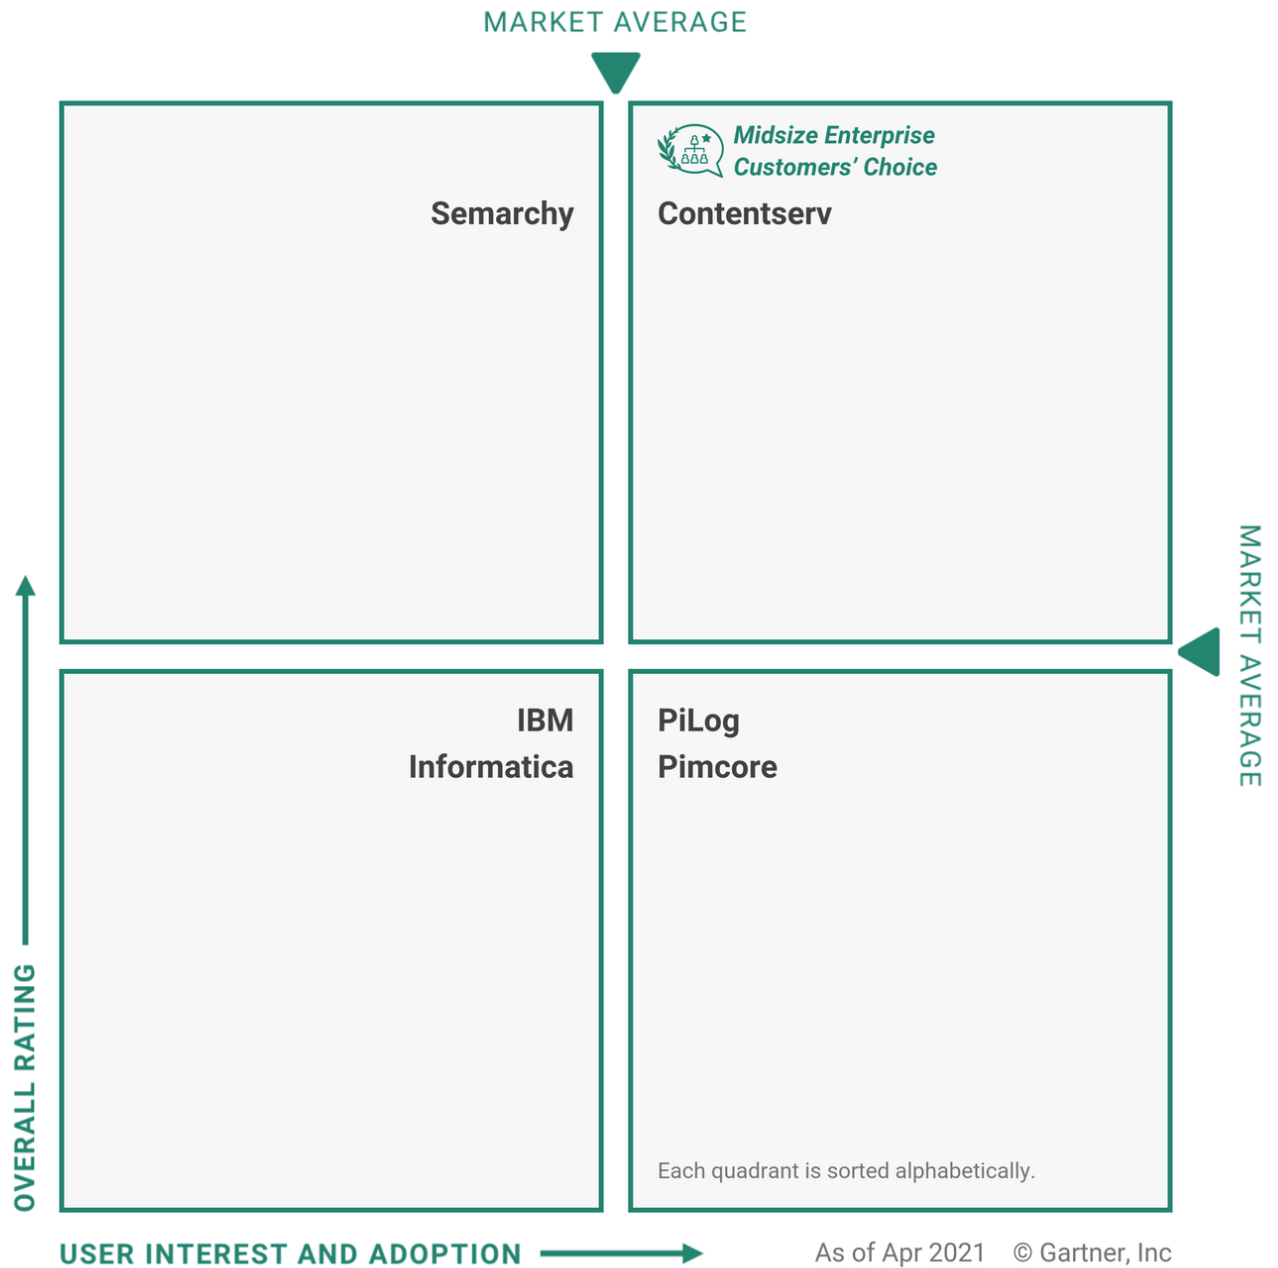 MARKET AVERAGE
Midsize Enterprise
Customers’ Choice
Semarchy
Contentserv
MARKET AVERAGE
IBM
Informatica
PiLog
Pimcore
Each quadrant is sorted alphabetically.
OVERALL RATING
USER INTEREST AND ADOPTION
As of Apr 2021 © Gartner, Inc